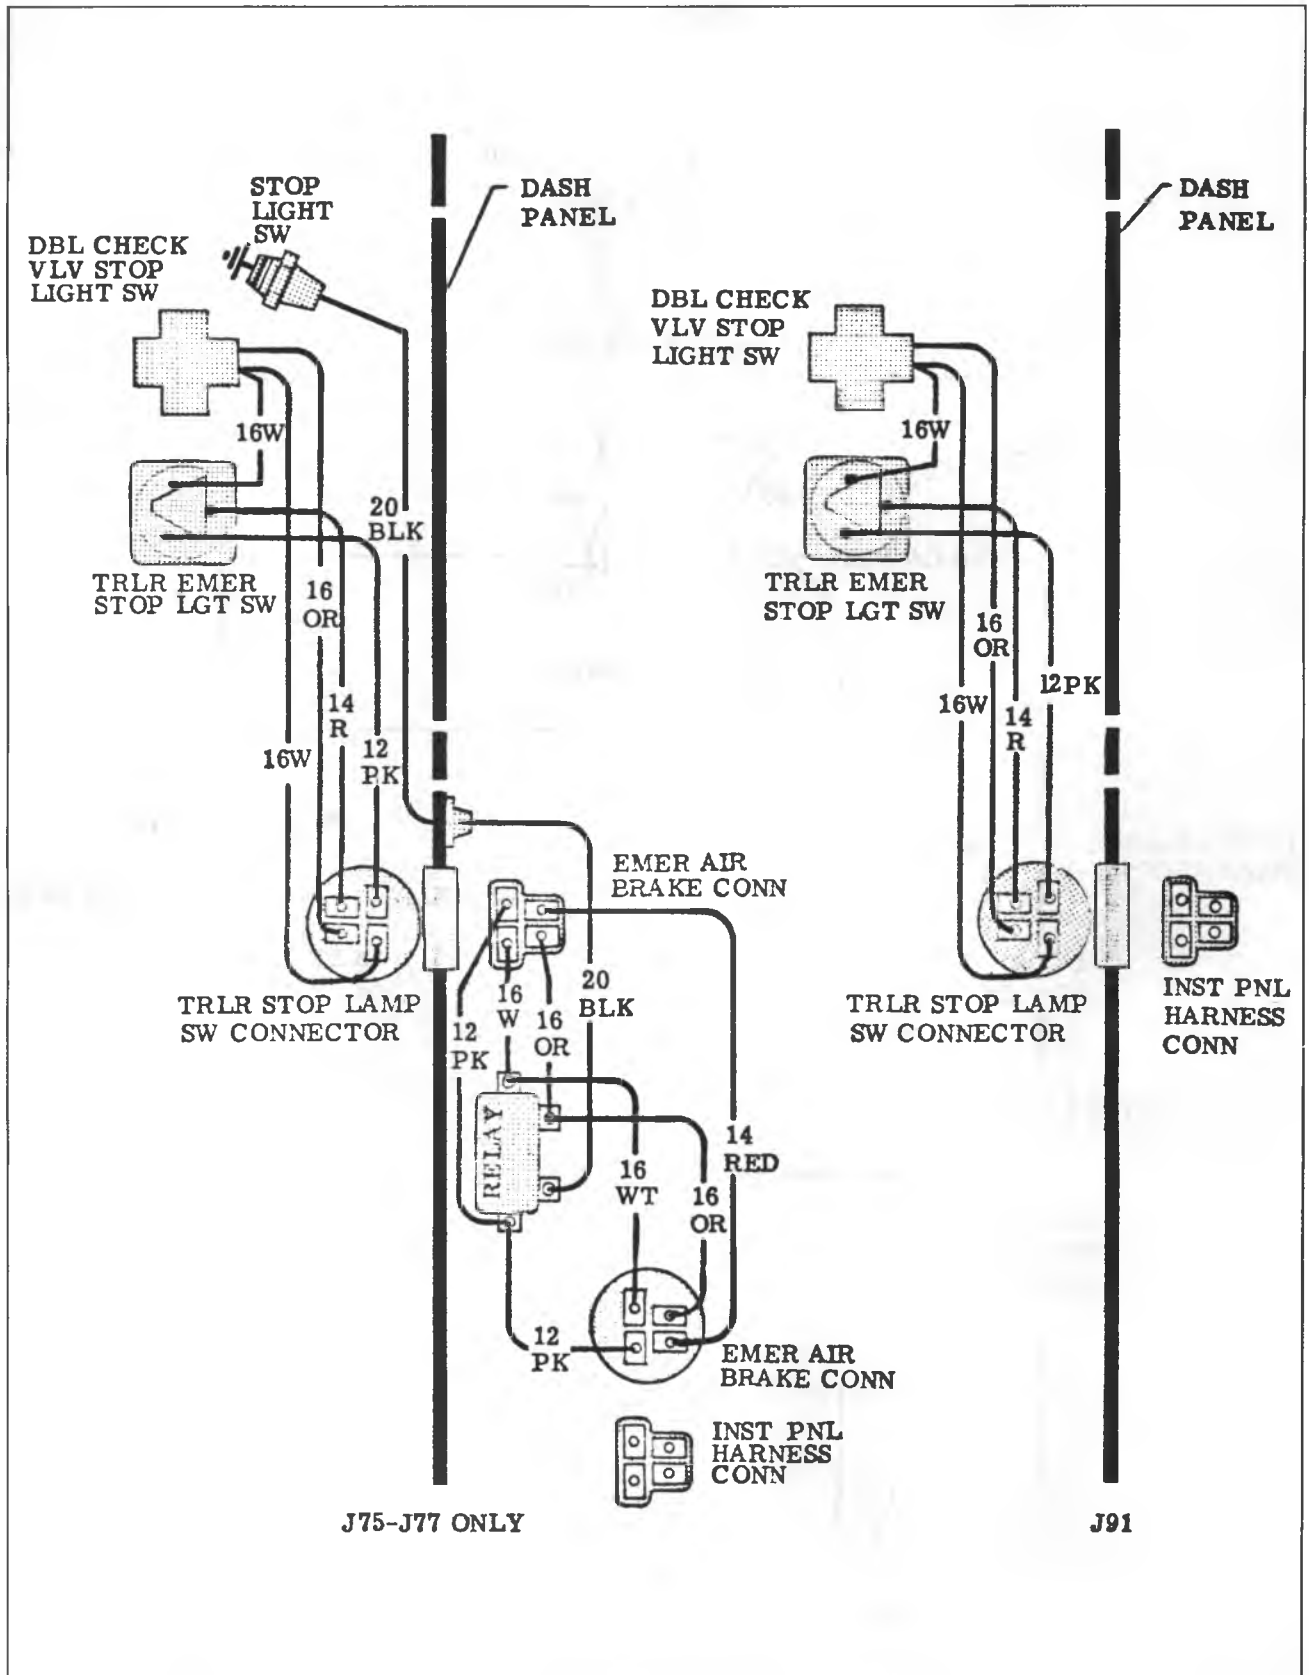 STOP
LIGHT
SW
DASH
PANEL
DBL CHECK
VLV STOP
LIGHT SW
16W
20
BLK
TRLR EMER
STOP LGT SW
16
OR
14
R
16W
12
PK
EMER AIR
BRAKE CONN
TRLR STOP LAMP
SW CONNECTOR
16
W
20
BLK
12
PK
16
OR
RELAY
14
RED
16
WT
16
OR
12
PK
EMER AIR
BRAKE CONN
INST PNL
HARNESS
CONN
J75-J77 ONLY
DASH
PANEL
DBL CHECK
VLV STOP
LIGHT SW
16W
TRLR EMER
STOP LGT SW
16
OR
12PK
16W
14
R
TRLR STOP LAMP
SW CONNECTOR
INST PNL
HARNESS
CONN
J91